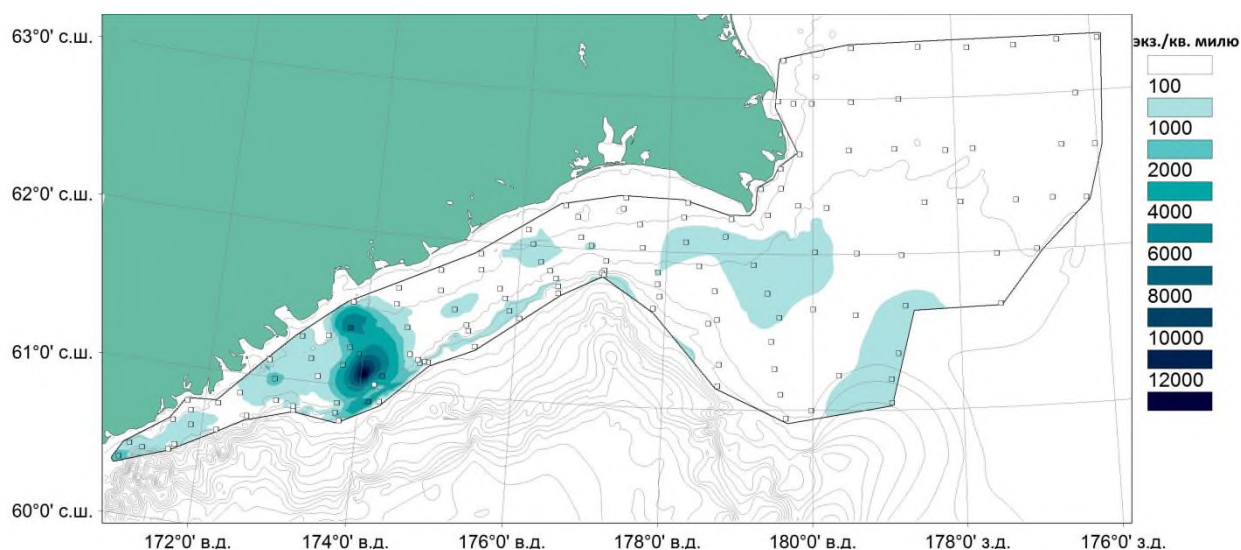 63°0' с.ш.
62°0' с.ш.
61°0' с.ш.
60°0' с.ш.
172°0' в.д.
174°0' в.д.
176°0' в.д.
178°0' в.д.
180°0' в.д.
178°0' з.д.
176°0' з.д.
экз./кв. милю
100
1000
2000
4000
6000
8000
10000
12000